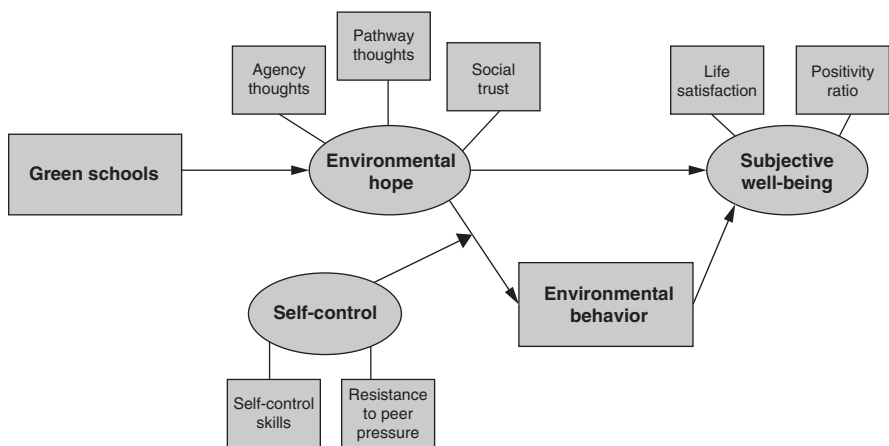 Pathway
thoughts
Agency
thoughts
Social
trust
Life
satisfaction
Positivity
ratio
Green schools
Environmental
hope
Subjective
well-being
Self-control
Environmental
behavior
Self-control
skills
Resistance
to peer
pressure